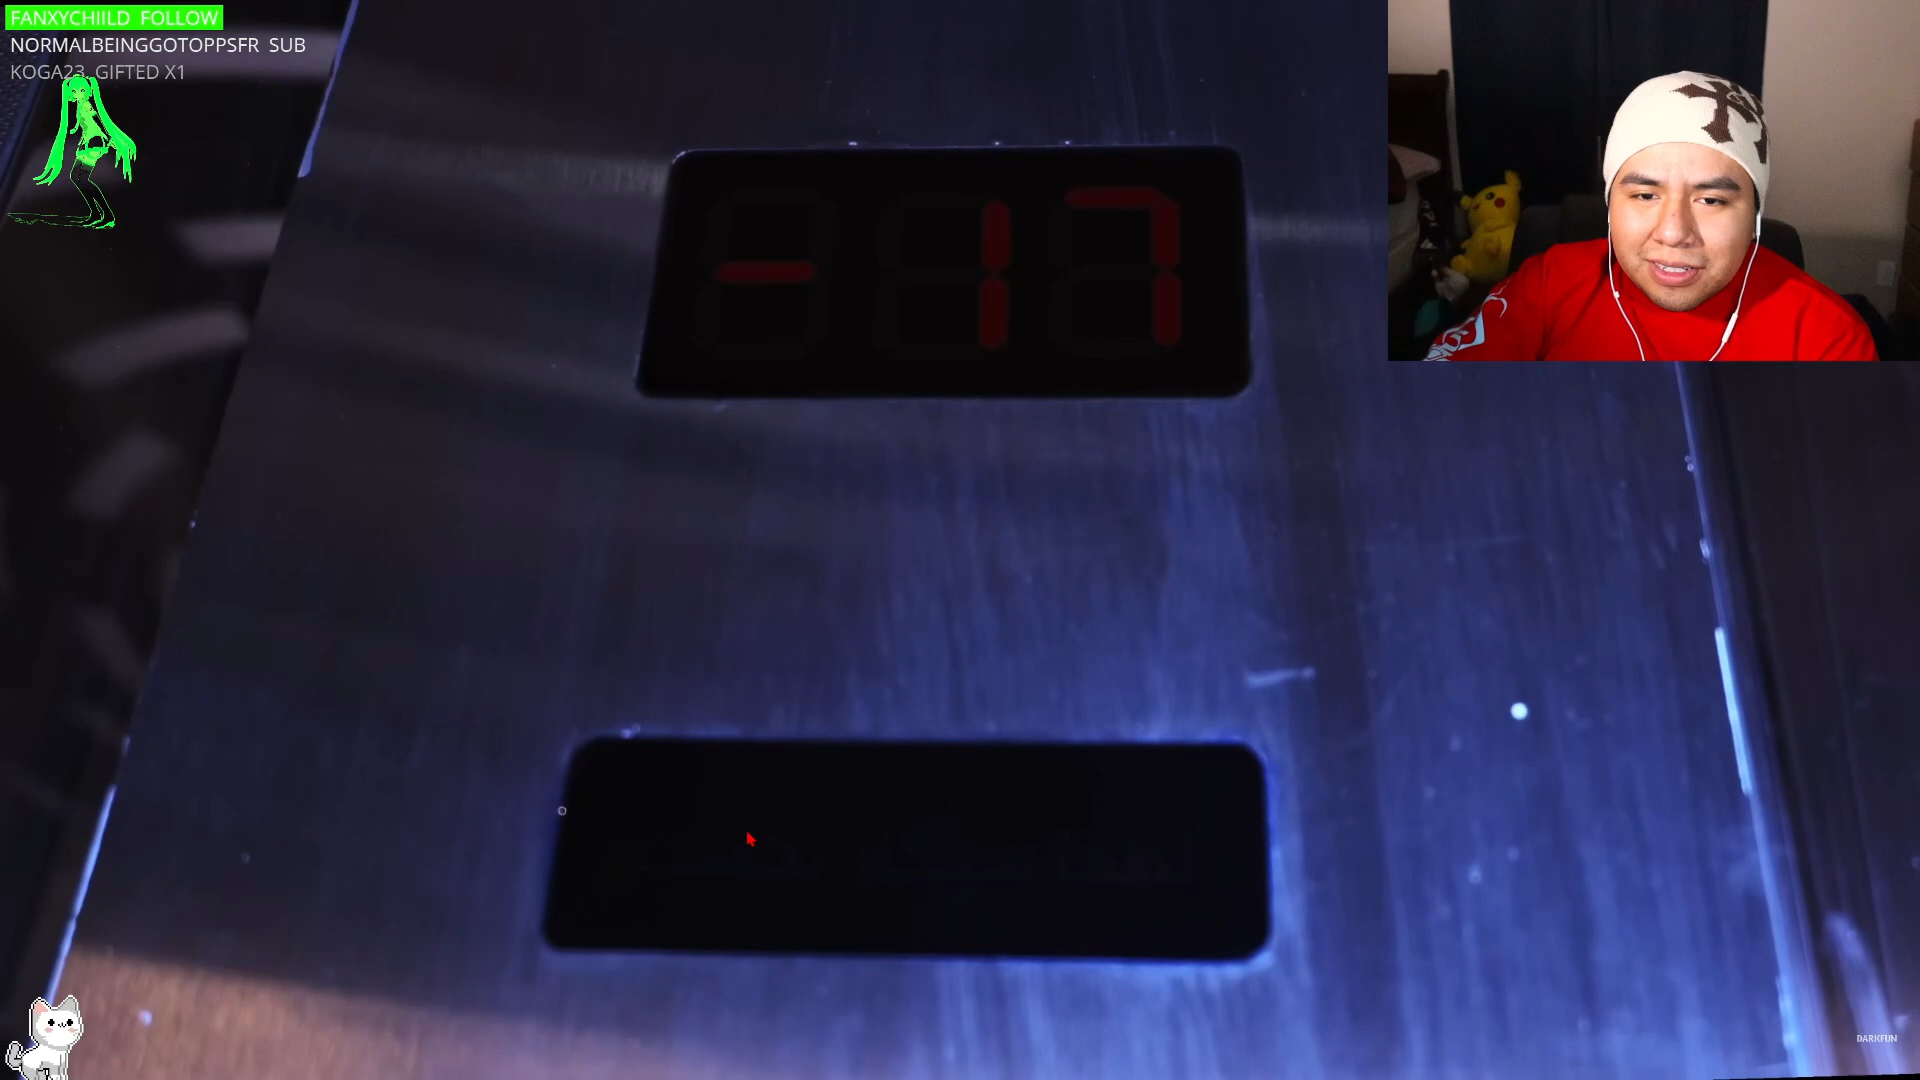 FANXYCHIILD FOLLOW
NORMALBEINGGOTOPPSFR SUB
KOGA23 GIFTED X1
-17
DARKFUN